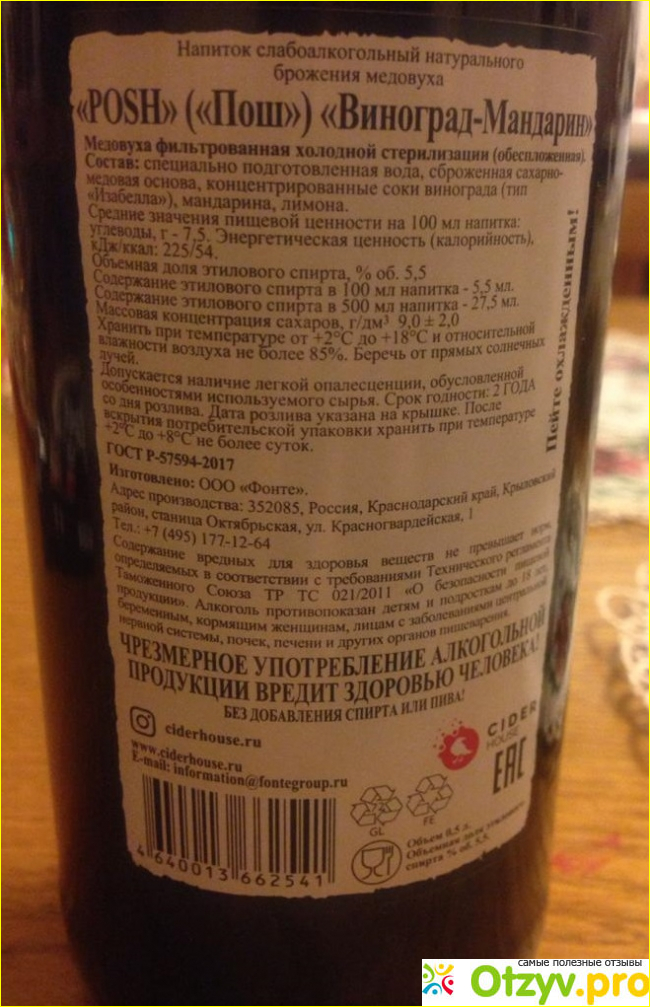 Напиток слабоалкогольный натурального
брожения медовуха
«POSH» («Пош») «Виноград-Мандарин»
Медовуха фильтрованная холодной стерилизации (обеспложенная).
Состав: специально подготовленная вода, сброженная сахарно-
медовая основа, концентрированные соки винограда (тип
«Изабелла»), мандарина, лимона.
Средние значения пищевой ценности на 100 мл напитка:
углеводы, г - 7,5. Энергетическая ценность (калорийность),
кДж/ккал: 225/54.
Объемная доля этилового спирта, % об. 5,5
Содержание этилового спирта в 100 мл напитка - 5,5 мл.
Содержание этилового спирта в 500 мл напитка - 27,5 мл.
Массовая концентрация сахаров, г/дм³ 9,0 ± 2,0
Хранить при температуре от +2°С до +18°С и относительной
влажности воздуха не более 85%. Беречь от прямых солнечных
лучей.
Допускается наличие легкой опалесценции, обусловленной
особенностями используемого сырья. Срок годности: 2 ГОДА
со дня розлива. Дата розлива указана на крышке. После
вскрытия потребительской упаковки хранить при температуре
+2°С до +8°С не более суток.
Пейте охлажденным!
ГОСТ Р-57594-2017
Изготовлено: ООО «Фонте».
Адрес производства: 352085, Россия, Краснодарский край, Крыловский
район, станица Октябрьская, ул. Красногвардейская, 1
Тел.: +7 (495) 177-12-64
Содержание вредных для здоровья веществ не превышает норм,
определяемых в соответствии с требованиями Технического регламента
Таможенного Союза ТР ТС 021/2011 «О безопасности пищевой
продукции». Алкоголь противопоказан детям и подросткам до 18 лет,
беременным, кормящим женщинам, лицам с заболеваниями центральной
нервной системы, почек, печени и других органов пищеварения.
ЧРЕЗМЕРНОЕ УПОТРЕБЛЕНИЕ АЛКОГОЛЬНОЙ
ПРОДУКЦИИ ВРЕДИТ ЗДОРОВЬЮ ЧЕЛОВЕКА!
БЕЗ ДОБАВЛЕНИЯ СПИРТА ИЛИ ПИВА!
ciderhouse.ru
www.ciderhouse.ru
E-mail: information@fontegroup.ru
CIDER
HOUSE
EAC
GL
FE
Объем 0,5 л.
Объемная доля этилового
спирта % об. 5,5.
4 640013 662541
самые полезные отзывы
Otzyv.pro